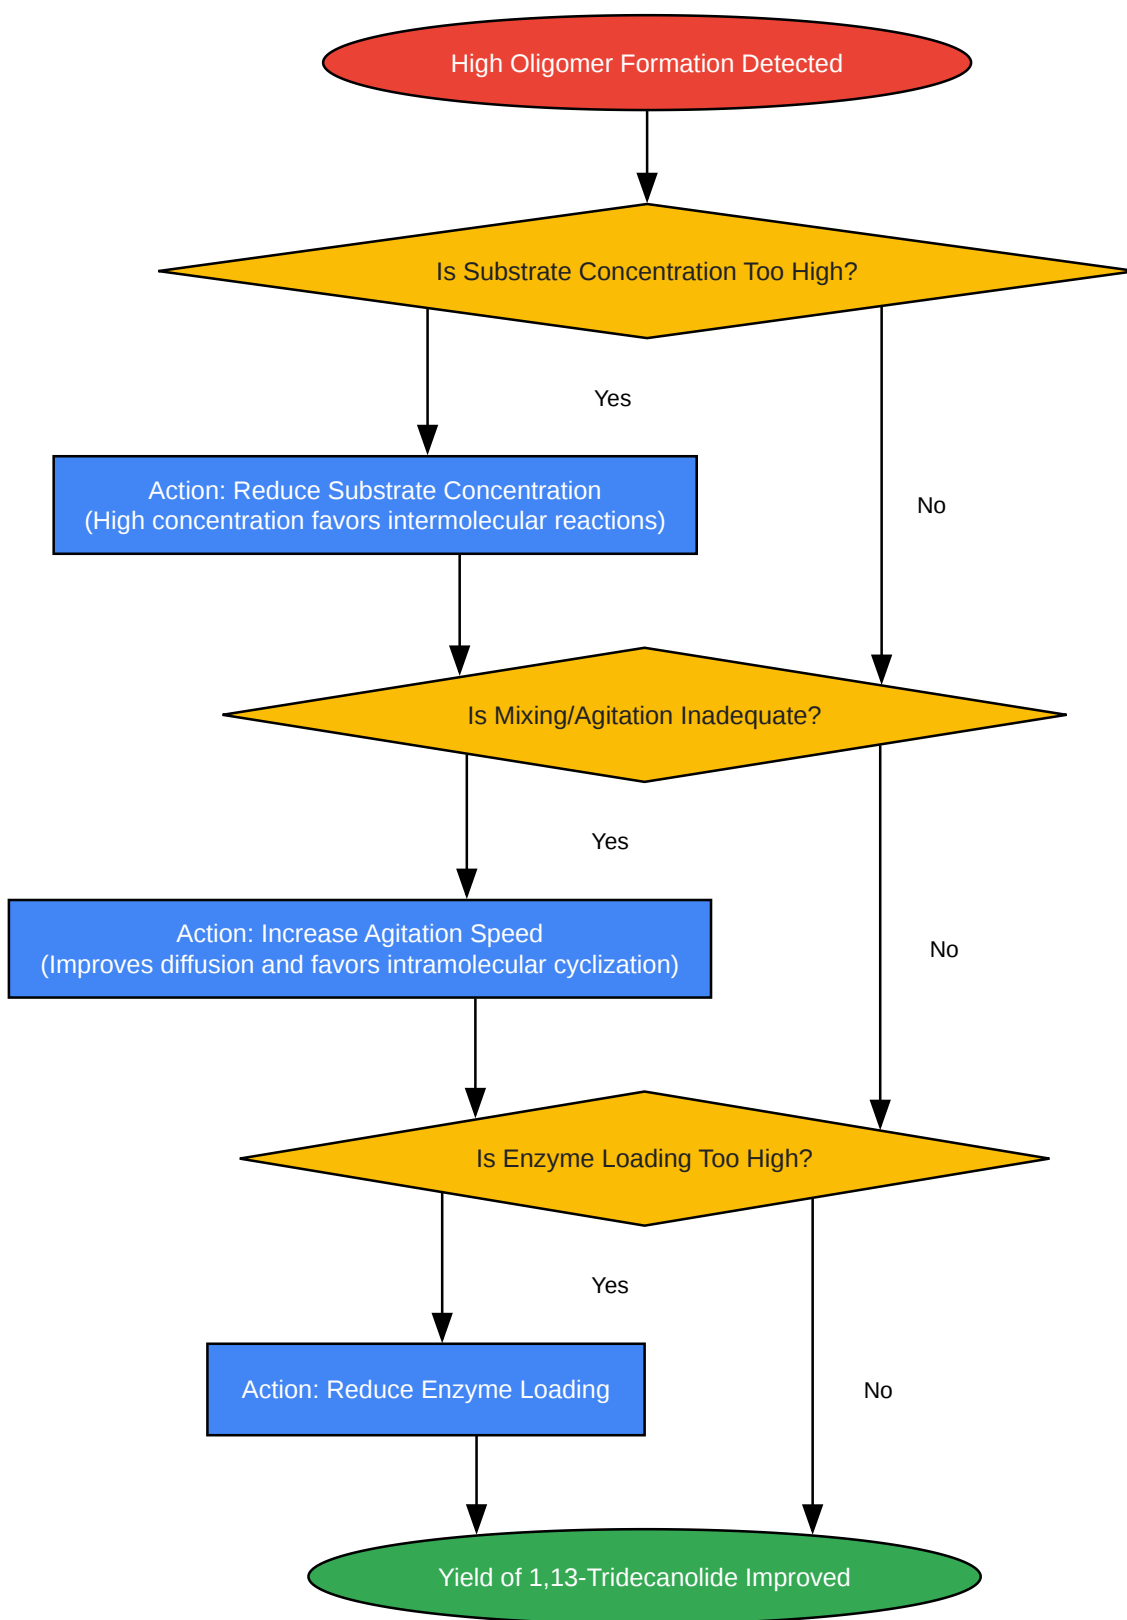 High Oligomer Formation Detected
Is Substrate Concentration Too High?
Yes
Action: Reduce Substrate Concentration
(High concentration favors intermolecular reactions)
No
Is Mixing/Agitation Inadequate?
Yes
Action: Increase Agitation Speed
(Improves diffusion and favors intramolecular cyclization)
No
Is Enzyme Loading Too High?
Yes
Action: Reduce Enzyme Loading
No
Yield of 1,13-Tridecanolide Improved